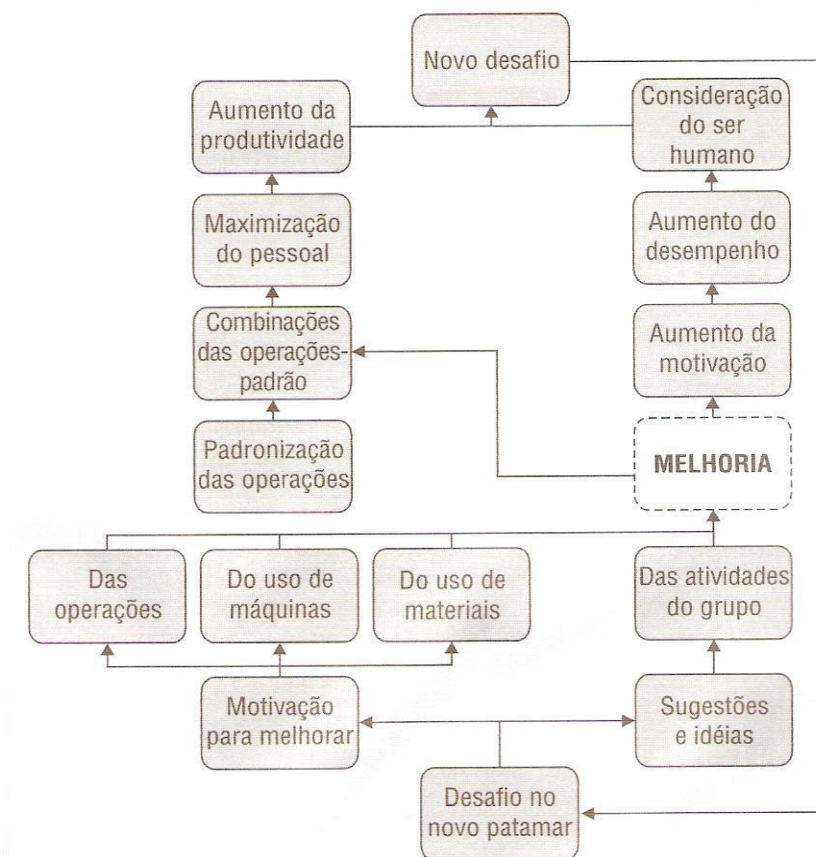 Novo desafio
Aumento da
produtividade
Consideração
do ser
humano
Maximização
do pessoal
Aumento do
desempenho
Combinações
das operações-
padrão
Aumento da
motivação
Padronização
das operações
MELHORIA
Das
operações
Do uso de
máquinas
Do uso de
materiais
Das atividades
do grupo
Motivação
para melhorar
Sugestões
e idéias
Desafio no
novo patamar